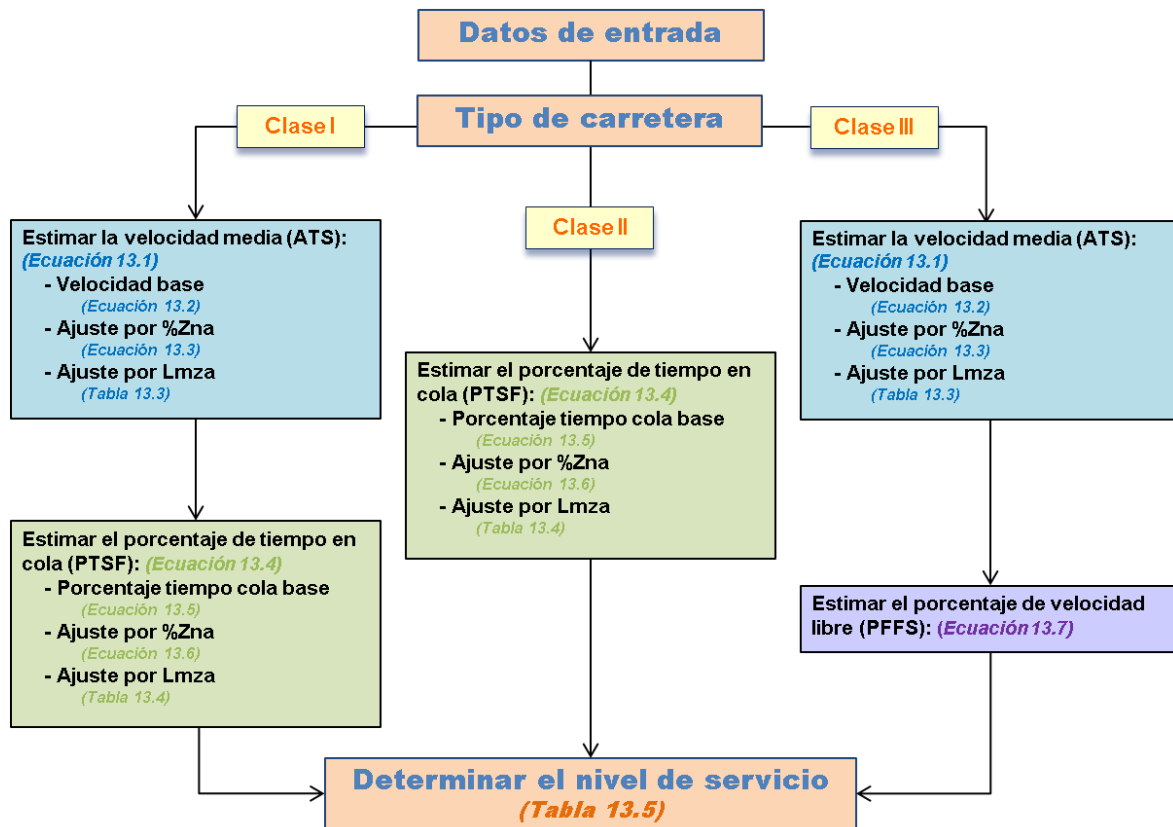 Datos de entrada
Tipo de carretera
Clase I
Clase III
Clase II
Estimar la velocidad media (ATS):
(Ecuación 13.1)
- Velocidad base
(Ecuación 13.2)
- Ajuste por %Zna
(Ecuación 13.3)
- Ajuste por Lmza
(Tabla 13.3)
Estimar el porcentaje de tiempo en
cola (PTSF): (Ecuación 13.4)
- Porcentaje tiempo cola base
(Ecuación 13.5)
- Ajuste por %Zna
(Ecuación 13.6)
- Ajuste por Lmza
(Tabla 13.4)
Estimar el porcentaje de tiempo en
cola (PTSF): (Ecuación 13.4)
- Porcentaje tiempo cola base
(Ecuación 13.5)
- Ajuste por %Zna
(Ecuación 13.6)
- Ajuste por Lmza
(Tabla 13.4)
Estimar la velocidad media (ATS):
(Ecuación 13.1)
- Velocidad base
(Ecuación 13.2)
- Ajuste por %Zna
(Ecuación 13.3)
- Ajuste por Lmza
(Tabla 13.3)
Estimar el porcentaje de velocidad
libre (PFFS): (Ecuación 13.7)
Determinar el nivel de servicio
(Tabla 13.5)